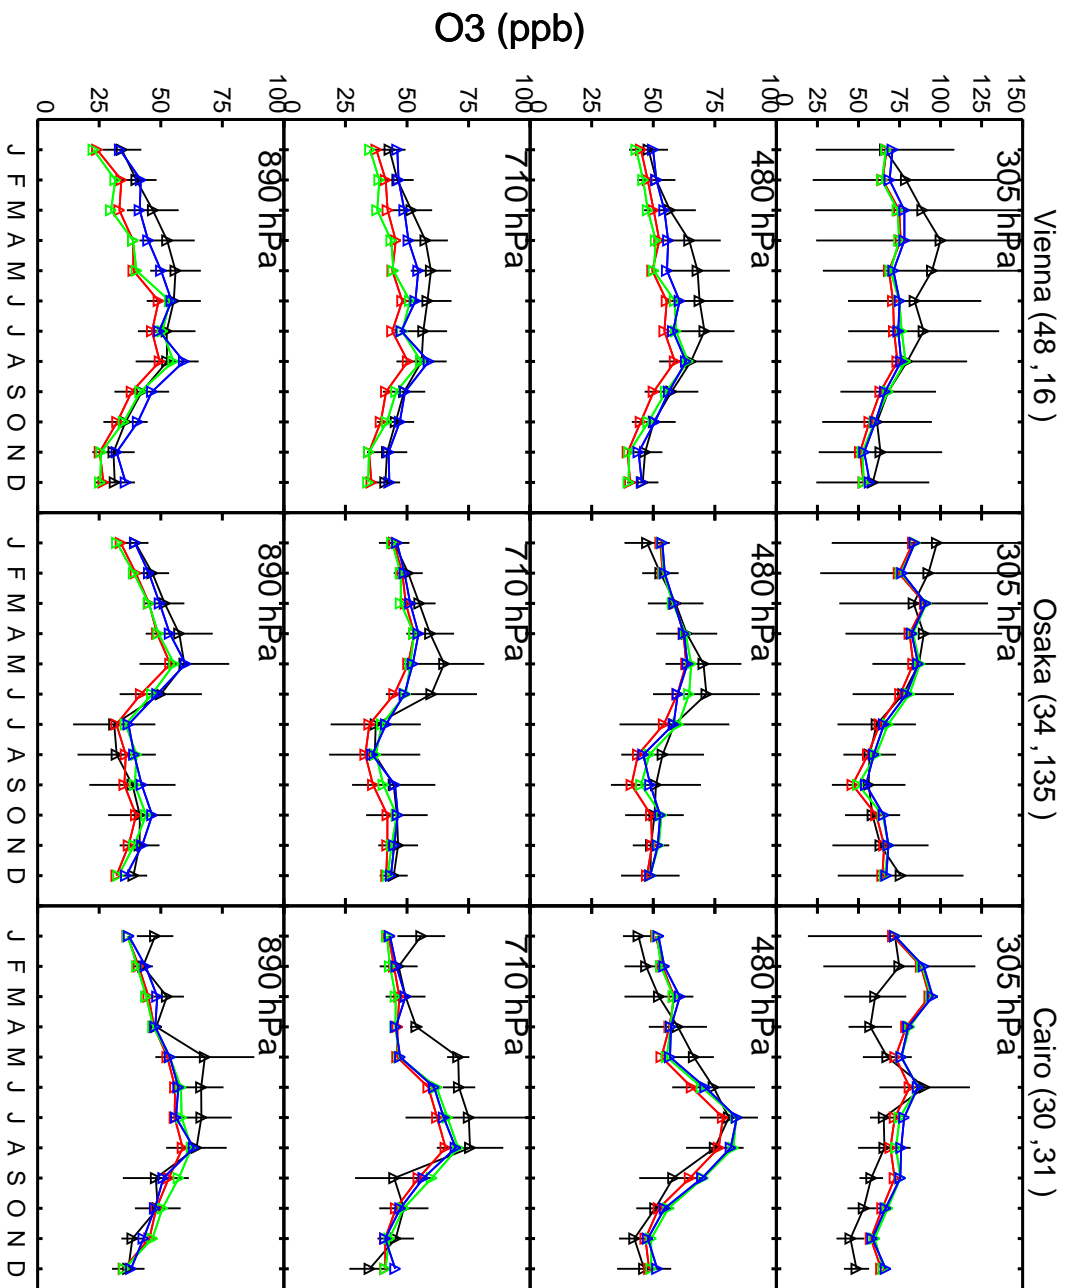 O3 (ppb)
Vienna (48 ,16 )
Osaka (34 ,135 )
Cairo (30 ,31 )
150
125
100
75
50
25
0
305 hPa
305 hPa
305 hPa
100
75
50
25
0
480 hPa
480 hPa
480 hPa
100
75
50
25
0
710 hPa
710 hPa
710 hPa
100
75
50
25
0
890 hPa
890 hPa
890 hPa
J F M A M J J A S O N D
J F M A M J J A S O N D
J F M A M J J A S O N D